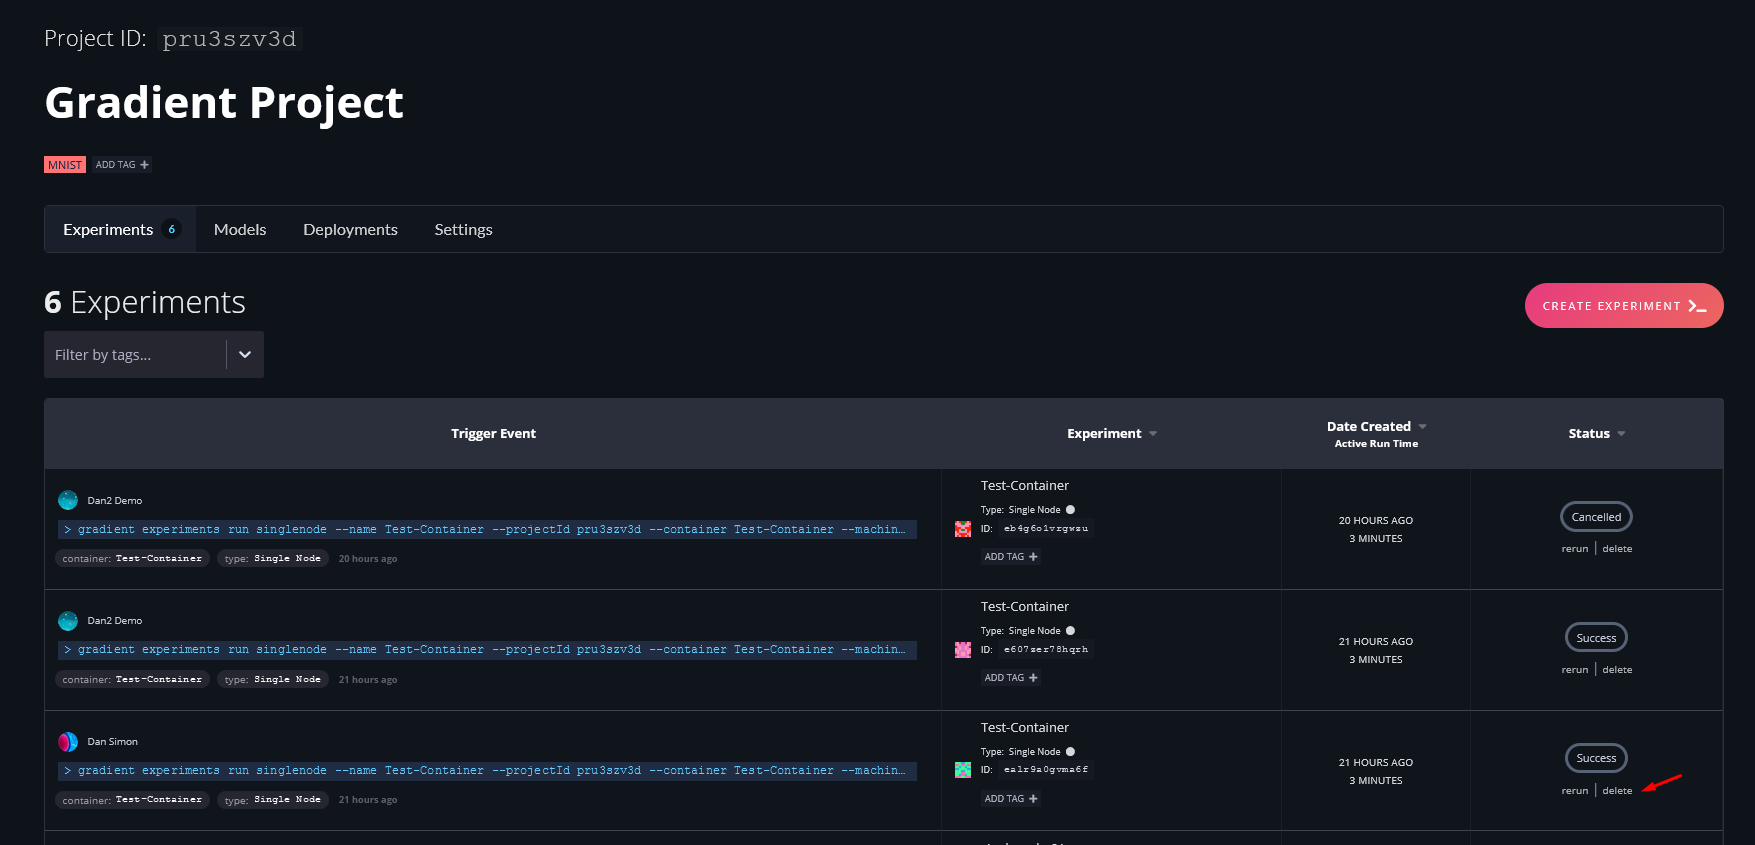 Project ID: pru3szv3d
Gradient Project
MNIST ADD TAG +
Experiments 6 Models Deployments Settings
6 Experiments
CREATE EXPERIMENT
Filter by tags...
Trigger Event Experiment Date Created Status
Active Run Time
Dan2 Demo
> gradient experiments run singlenode --name Test-Container --projectId pru3szv3d --container Test-Container --machin…
container: Test-Container type: Single Node 20 hours ago
Test-Container
Type: Single Node
ID: eb4g6o1vrgwsu
ADD TAG +
20 HOURS AGO
3 MINUTES
Cancelled
rerun | delete
Dan2 Demo
> gradient experiments run singlenode --name Test-Container --projectId pru3szv3d --container Test-Container --machin…
container: Test-Container type: Single Node 21 hours ago
Test-Container
Type: Single Node
ID: e607zer78hqrh
ADD TAG +
21 HOURS AGO
3 MINUTES
Success
rerun | delete
Dan Simon
> gradient experiments run singlenode --name Test-Container --projectId pru3szv3d --container Test-Container --machin…
container: Test-Container type: Single Node 21 hours ago
Test-Container
Type: Single Node
ID: ealr9a0gvma6f
ADD TAG +
21 HOURS AGO
3 MINUTES
Success
rerun | delete